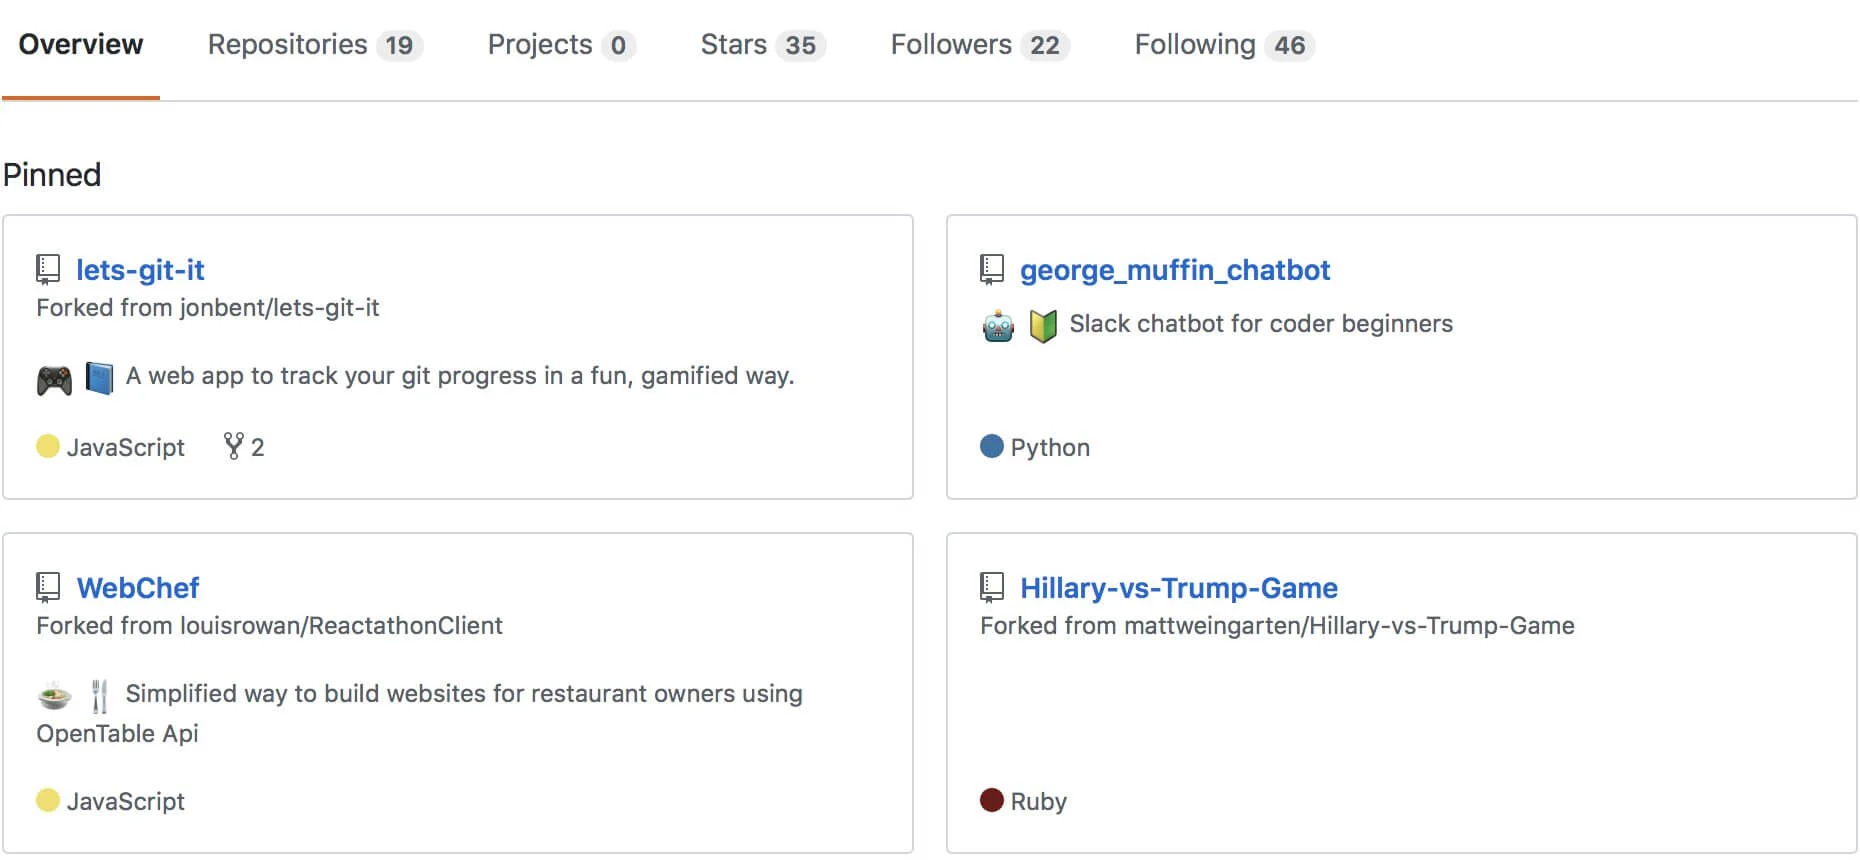 Overview Repositories 19 Projects 0 Stars 35 Followers 22 Following 46
Pinned
lets-git-it
Forked from jonbent/lets-git-it
A web app to track your git progress in a fun, gamified way.
JavaScript 2
george_muffin_chatbot
Slack chatbot for coder beginners
Python
WebChef
Forked from louisrowan/ReactathonClient
Simplified way to build websites for restaurant owners using
OpenTable Api
JavaScript
Hillary-vs-Trump-Game
Forked from mattweingarten/Hillary-vs-Trump-Game
Ruby